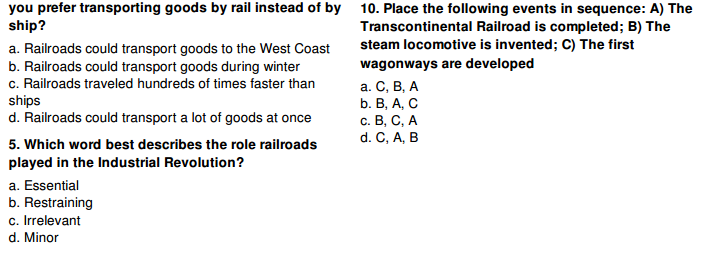 you prefer transporting goods by rail instead of by
ship?
a. Railroads could transport goods to the West Coast
b. Railroads could transport goods during winter
c. Railroads traveled hundreds of times faster than
ships
d. Railroads could transport a lot of goods at once
5. Which word best describes the role railroads
played in the Industrial Revolution?
a. Essential
b. Restraining
c. Irrelevant
d. Minor
10. Place the following events in sequence: A) The
Transcontinental Railroad is completed; B) The
steam locomotive is invented; C) The first
wagonways are developed
a. C, B, A
b. B, A, C
c. B, C, A
d. C, A, B